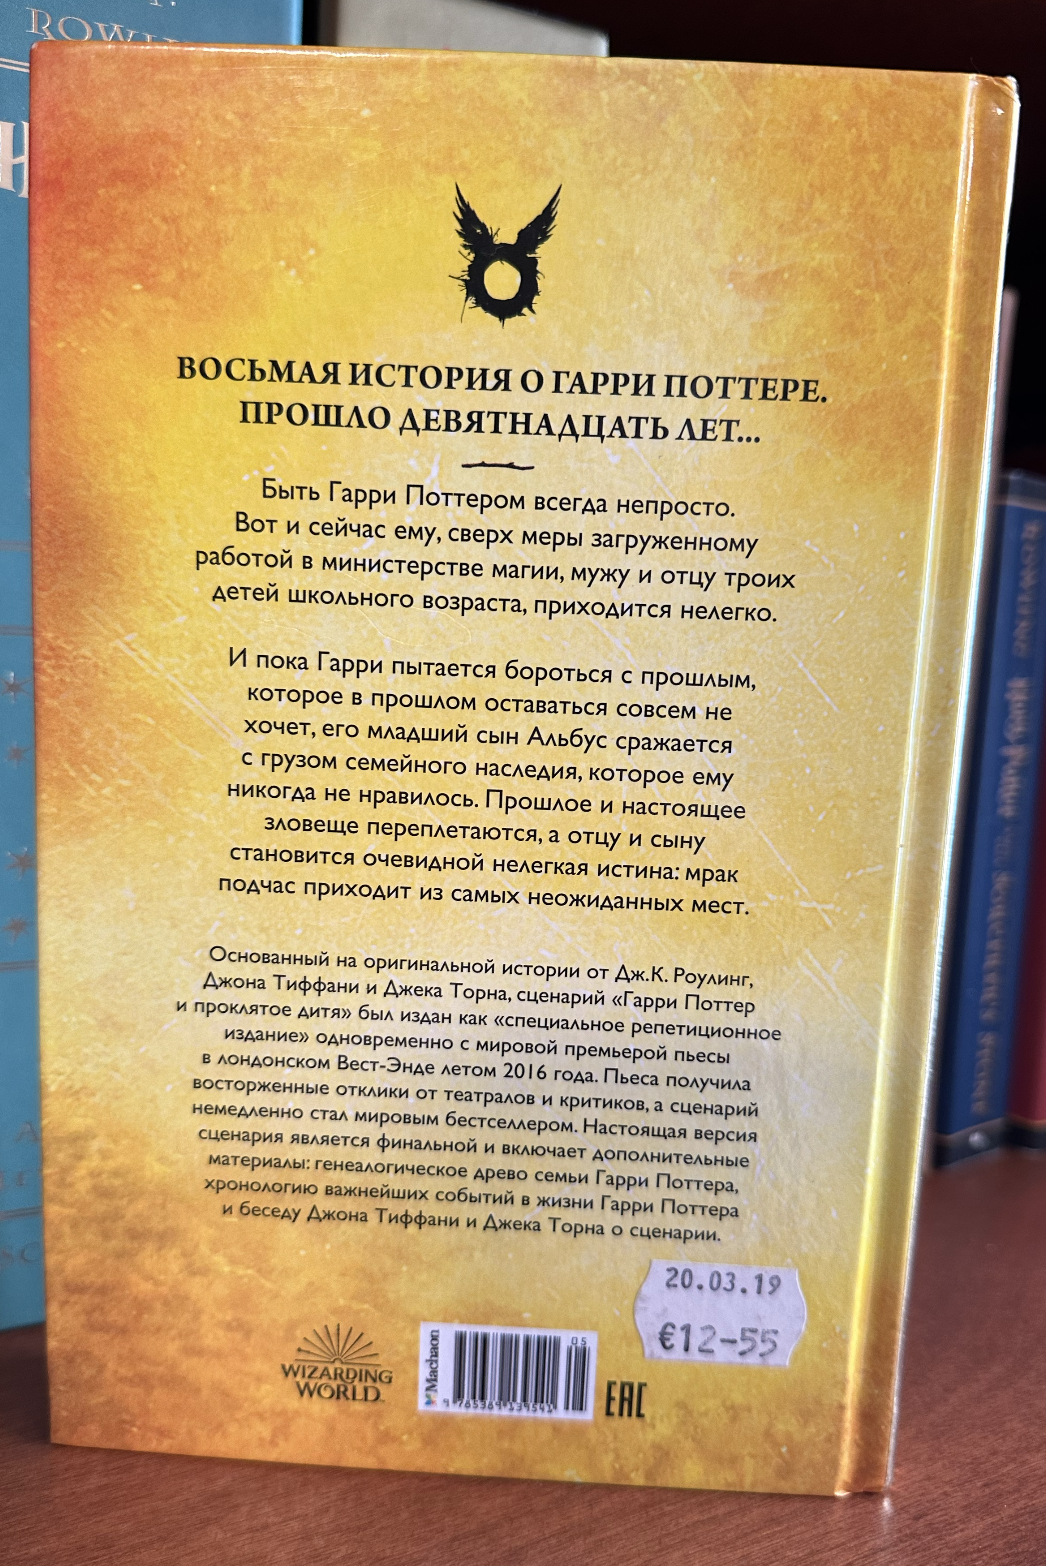 ROWL
ВОСЬМАЯ ИСТОРИЯ О ГАРРИ ПОТТЕРЕ.
ПРОШЛО ДЕВЯТНАДЦАТЬ ЛЕТ...
Быть Гарри Поттером всегда непросто.
Вот и сейчас ему, сверх меры загруженному
работой в министерстве магии, мужу и отцу троих
детей школьного возраста, приходится нелегко.
И пока Гарри пытается бороться с прошлым,
которое в прошлом оставаться совсем не
хочет, его младший сын Альбус сражается
с грузом семейного наследия, которое ему
никогда не нравилось. Прошлое и настоящее
зловеще переплетаются, а отцу и сыну
становится очевидной нелегкая истина: мрак
подчас приходит из самых неожиданных мест.
Основанный на оригинальной истории от Дж.К. Роулинг,
Джона Тиффани и Джека Торна, сценарий «Гарри Поттер
и проклятое дитя» был издан как «специальное репетиционное
издание» одновременно с мировой премьерой пьесы
в лондонском Вест-Энде летом 2016 года. Пьеса получила
восторженные отклики от театралов и критиков, а сценарий
немедленно стал мировым бестселлером. Настоящая версия
сценария является финальной и включает дополнительные
материалы: генеалогическое древо семьи Гарри Поттера,
хронологию важнейших событий в жизни Гарри Поттера
и беседу Джона Тиффани и Джека Торна о сценарии.
20.03.19
€12-55
WIZARDING
WORLD
Machaon
05
EAC